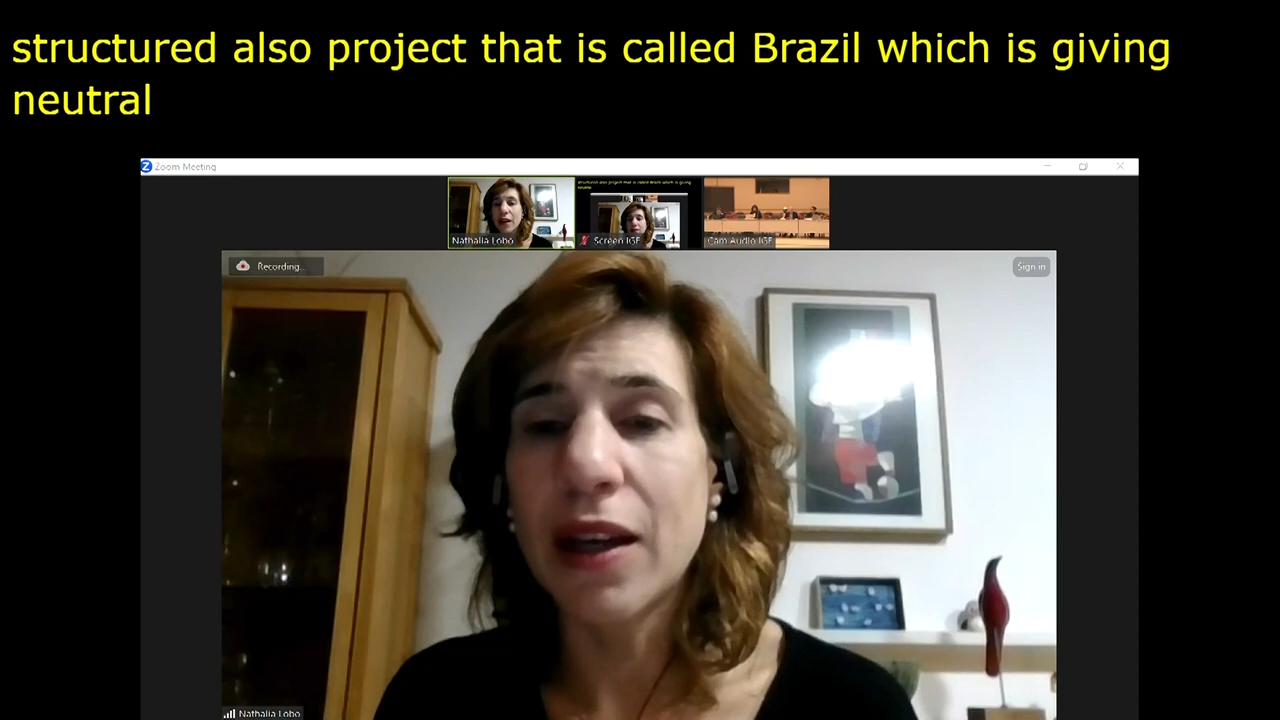 structured also project that is called Brazil which is giving
neutral
Zoom Meeting
Nathalia Lobo
Screen IGF
Cam Audio IGF
Recording...
Sign in
Nathalia Lobo